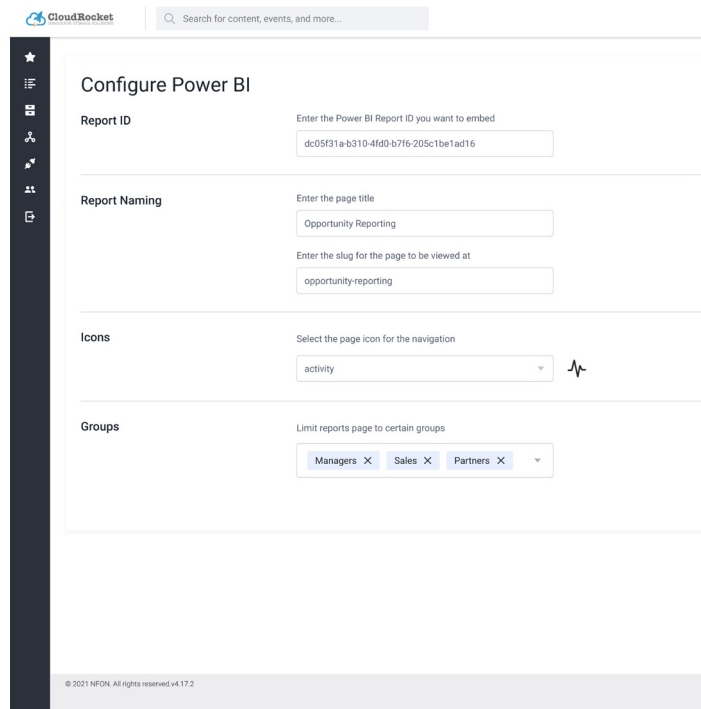 CloudRocket
INNOVATIVE STORAGE SOLUTIONS
Search for content, events, and more...
Configure Power BI
Report ID
Enter the Power BI Report ID you want to embed
dc05f31a-b310-4fd0-b7f6-205c1be1ad16
Report Naming
Enter the page title
Opportunity Reporting
Enter the slug for the page to be viewed at
opportunity-reporting
Icons
Select the page icon for the navigation
activity
Groups
Limit reports page to certain groups
Managers X Sales X Partners X
© 2021 NFON. All rights reserved.v4.17.2